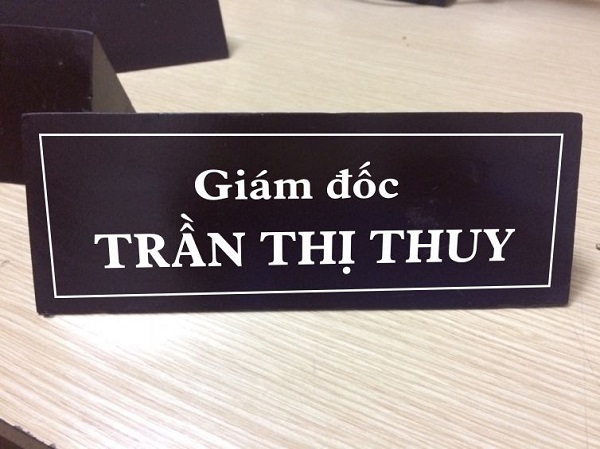 Giám đốc
TRẦN THỊ THUY